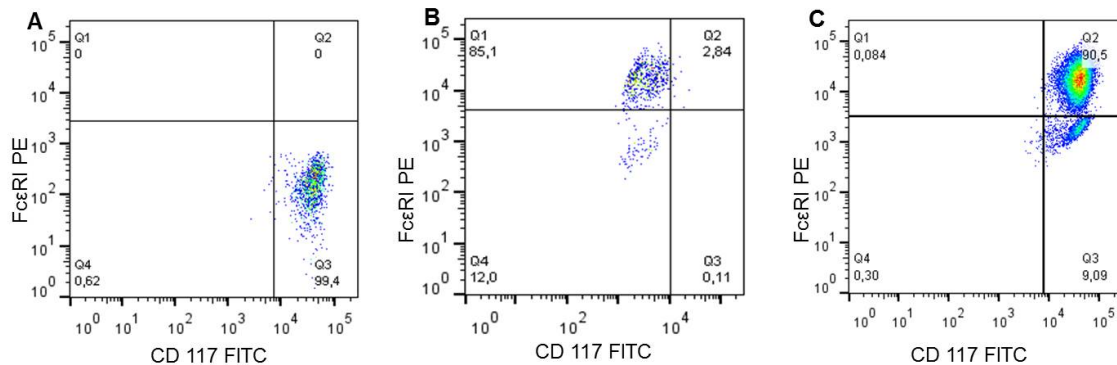 A
Q1
0
Q2
0
Q4
0,62
Q3
99,4
10^5
10^4
10^3
10^2
10^1
10^0
FcεRI PE
10^0 10^1 10^2 10^3 10^4 10^5
CD 117 FITC
B
Q1
85,1
Q2
2,84
Q4
12,0
Q3
0,11
10^5
10^4
10^3
10^2
10^1
10^0
FcεRI PE
10^0 10^2 10^4
CD 117 FITC
C
Q1
0,084
Q2
90,5
Q4
0,30
Q3
9,09
10^5
10^4
10^3
10^2
10^1
10^0
FcεRI PE
10^0 10^1 10^2 10^3 10^4 10^5
CD 117 FITC